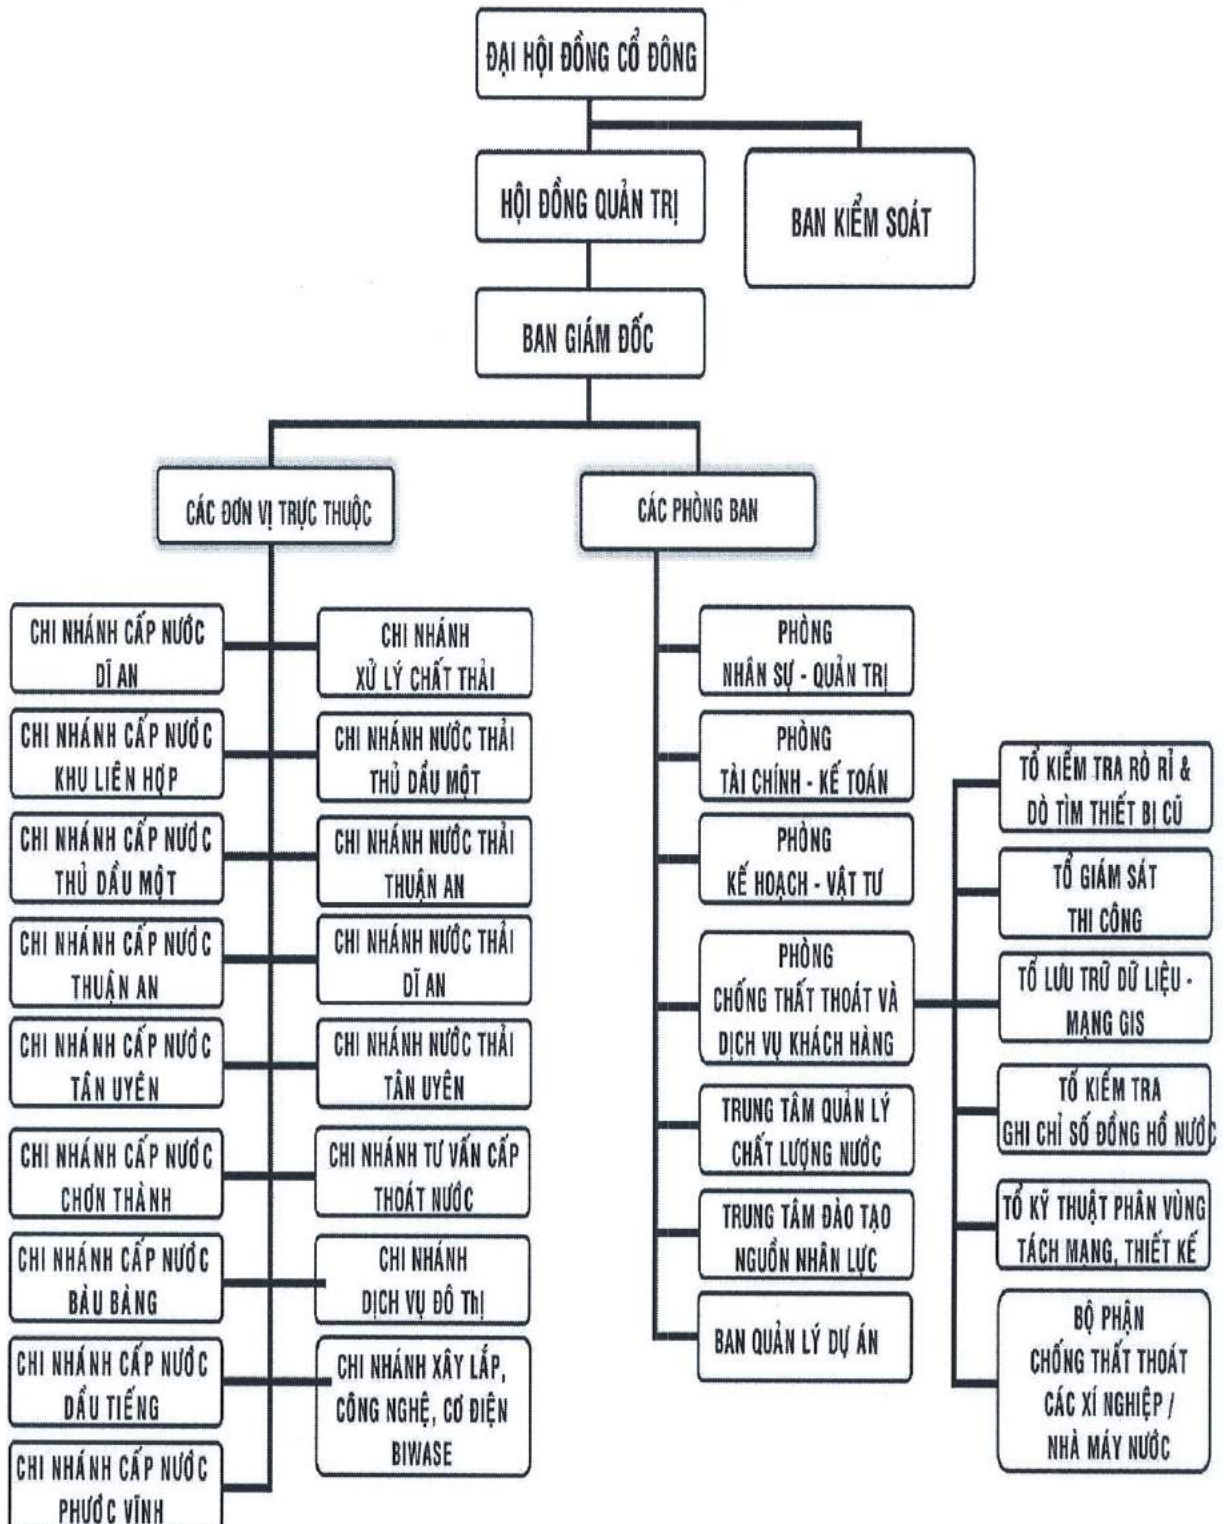 ĐẠI HỘI ĐỒNG CỔ ĐÔNG
HỘI ĐỒNG QUẢN TRỊ
BAN KIỂM SOÁT
BAN GIÁM ĐỐC
CÁC ĐƠN VỊ TRỰC THUỘC
CÁC PHÒNG BAN
CHI NHÁNH CẤP NƯỚC
DĨ AN
CHI NHÁNH CẤP NƯỚC
KHU LIÊN HỢP
CHI NHÁNH CẤP NƯỚC
THỦ DẦU MỘT
CHI NHÁNH CẤP NƯỚC
THUẬN AN
CHI NHÁNH CẤP NƯỚC
TÂN UYÊN
CHI NHÁNH CẤP NƯỚC
CHƠN THÀNH
CHI NHÁNH CẤP NƯỚC
BÀU BÀNG
CHI NHÁNH CẤP NƯỚC
DẦU TIẾNG
CHI NHÁNH CẤP NƯỚC
PHƯỚC VĨNH
CHI NHÁNH
XỬ LÝ CHẤT THẢI
CHI NHÁNH NƯỚC THẢI
THỦ DẦU MỘT
CHI NHÁNH NƯỚC THẢI
THUẬN AN
CHI NHÁNH NƯỚC THẢI
DĨ AN
CHI NHÁNH NƯỚC THẢI
TÂN UYÊN
CHI NHÁNH TƯ VẤN CẤP
THOÁT NƯỚC
CHI NHÁNH
DỊCH VỤ ĐÔ Thị
CHI NHÁNH XÂY LẮP,
CÔNG NGHỆ, CƠ ĐIỆN
BIWASE
PHÒNG
NHÂN SỰ - QUẢN TRỊ
PHÒNG
TÀI CHÍNH - KẾ TOÁN
PHÒNG
KẾ HOẠCH - VẬT TƯ
PHÒNG
CHỐNG THẤT THOÁT VÀ
DỊCH VỤ KHÁCH HÀNG
TRUNG TÂM QUẢN LÝ
CHẤT LƯỢNG NƯỚC
TRUNG TÂM ĐÀO TẠO
NGUỒN NHÂN LỰC
BAN QUẢN LÝ DỰ ÁN
TỔ KIỂM TRA RÒ RỈ &
DÒ TÌM THIẾT BỊ CŨ
TỔ GIÁM SÁT
THI CÔNG
TỔ LƯU TRỮ DỮ LIỆU -
MẠNG GIS
TỔ KIỂM TRA
GHI CHỈ SỐ ĐỒNG HỒ NƯỚC
TỔ KỸ THUẬT PHÂN VÙNG
TÁCH MẠNG, THIẾT KẾ
BỘ PHẬN
CHỐNG THẤT THOÁT
CÁC XÍ NGHIỆP /
NHÀ MÁY NƯỚC